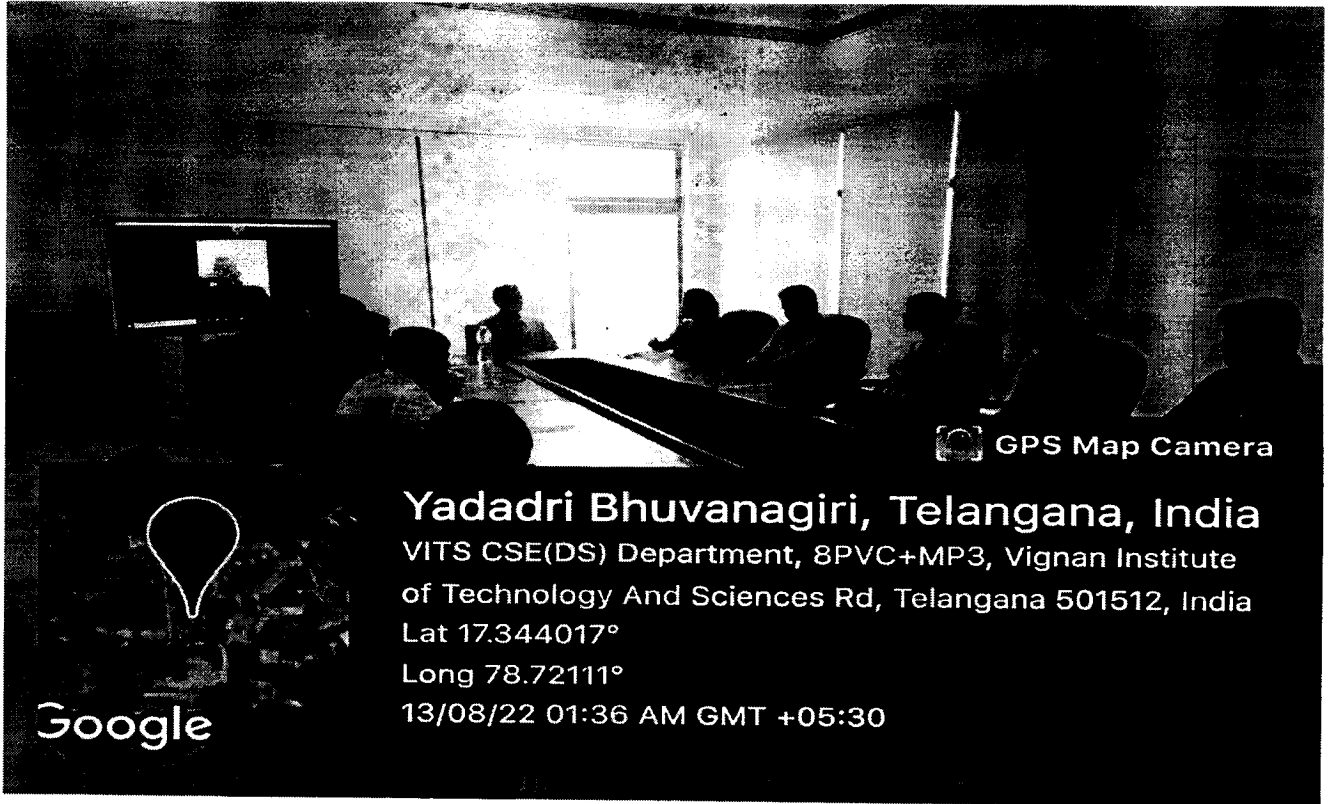 GPS Map Camera
Yadadri Bhuvanagiri, Telangana, India
VITS CSE(DS) Department, 8PVC+MP3, Vignan Institute
of Technology And Sciences Rd, Telangana 501512, India
Lat 17.344017°
Long 78.72111°
13/08/22 01:36 AM GMT +05:30
Google